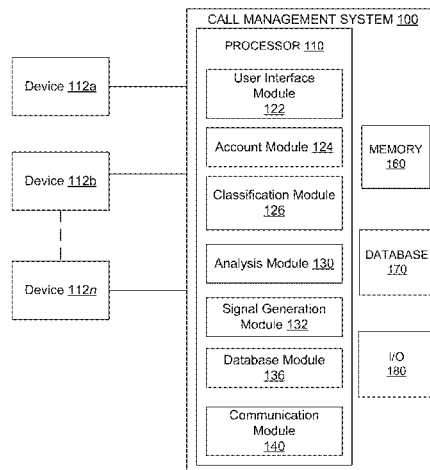 CALL MANAGEMENT SYSTEM 100
PROCESSOR 110
Device 112a
User Interface
Module
122
Account Module 124
Device 112b
Classification Module
126
MEMORY
160
Analysis Module 130
DATABASE
170
Device 112n
Signal Generation
Module 132
Database Module
136
I/O
180
Communication
Module
140